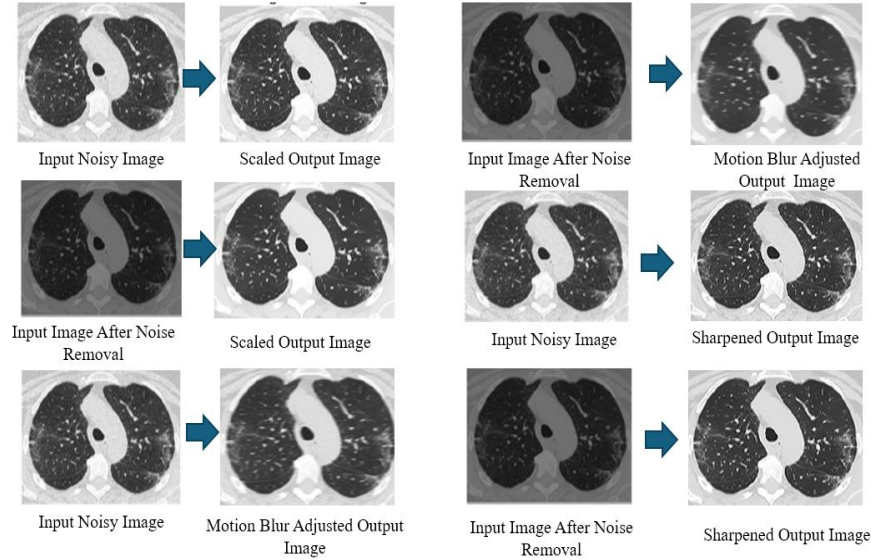 Input Noisy Image
Scaled Output Image
Input Image After Noise
Removal
Motion Blur Adjusted
Output Image
Input Image After Noise
Removal
Scaled Output Image
Input Noisy Image
Sharpened Output Image
Input Noisy Image
Motion Blur Adjusted Output
Image
Input Image After Noise
Removal
Sharpened Output Image